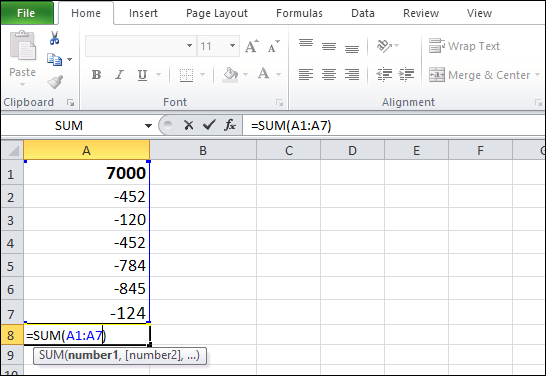 File Home Insert Page Layout Formulas Data Review View
Paste
11 A A Wrap Text
B I U A Merge & Center
Clipboard Font Alignment
SUM fx =SUM(A1:A7)
A B C D E F G
1 7000
2 -452
3 -120
4 -452
5 -784
6 -845
7 -124
8 =SUM(A1:A7)
9 SUM(number1, [number2], ...)
10